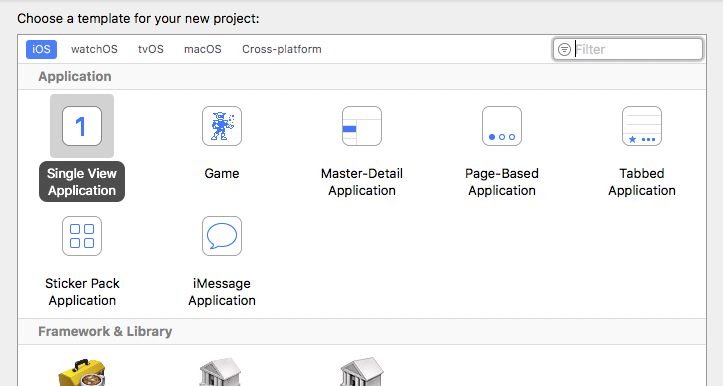 Choose a template for your new project:
iOS watchOS tvOS macOS Cross-platform Filter
Application
1
Single View Application
Game
Master-Detail Application
Page-Based Application
Tabbed Application
Sticker Pack Application
iMessage Application
Framework & Library